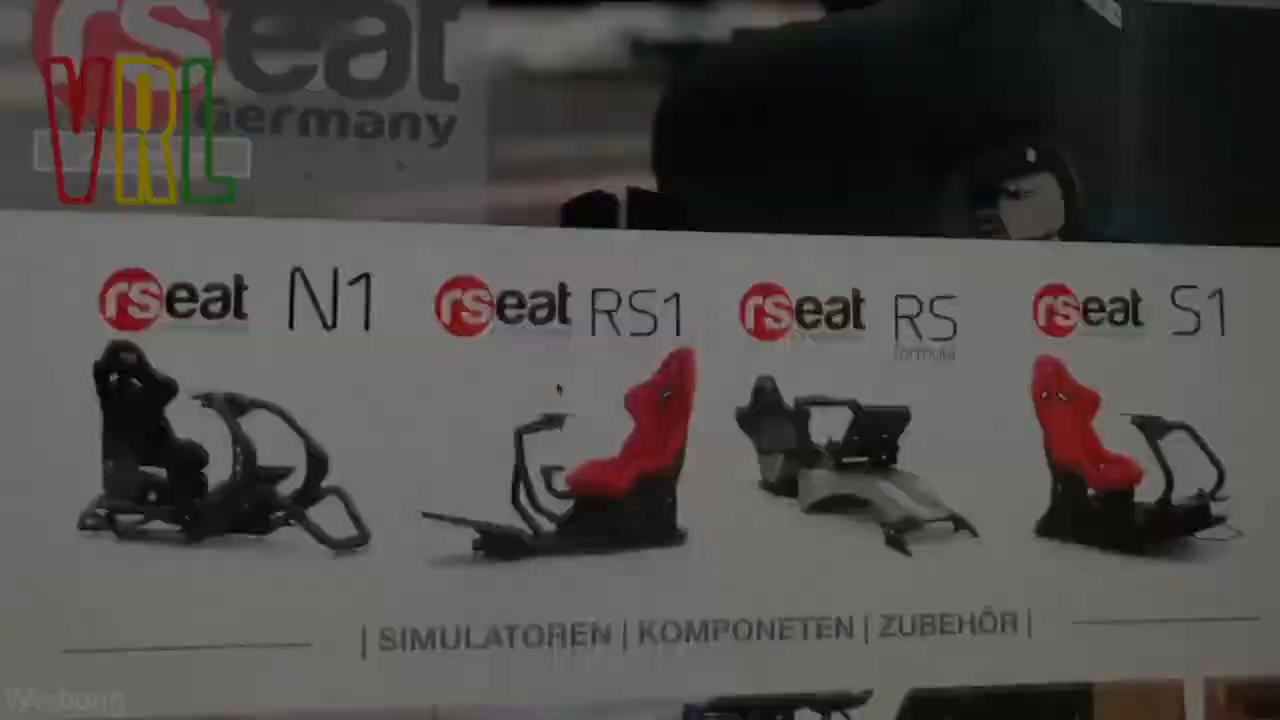 rseat
Germany
VRL
rseat N1
rseat RS1
rseat RS
formula
rseat S1
| SIMULATOREN | KOMPONETEN | ZUBEHÖR |
Werbung